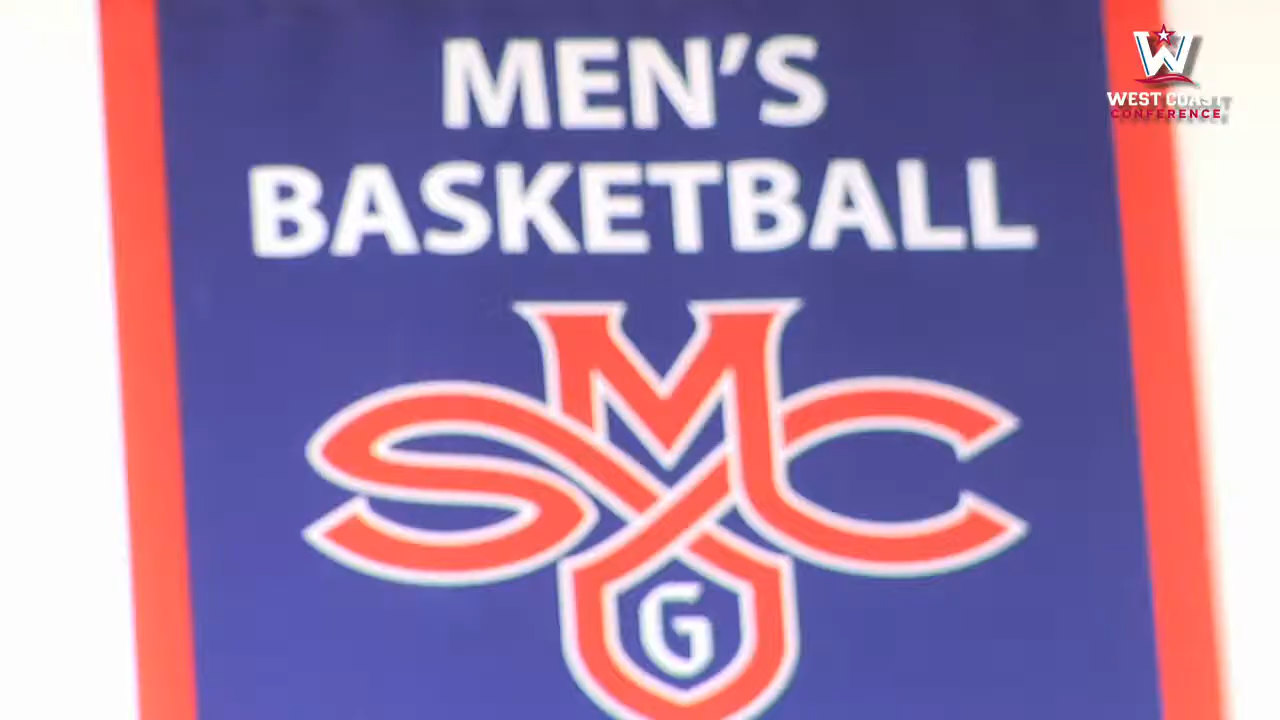 MEN'S
BASKETBALL
SMC
G
W
WEST COAST
CONFERENCE